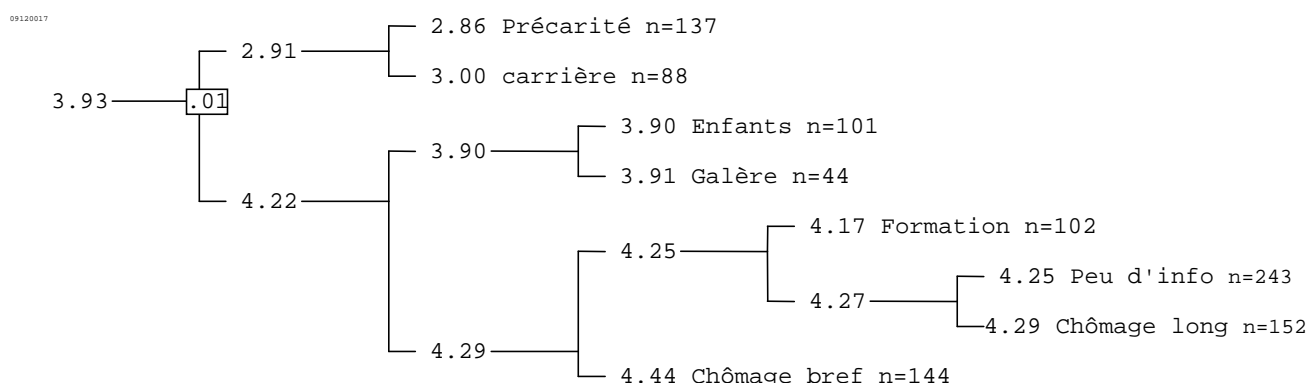 09120017
2.86 Précarité n=137
2.91
3.00 carrière n=88
3.93 .01
3.90 Enfants n=101
3.90
3.91 Galère n=44
4.22
4.17 Formation n=102
4.25
4.25 Peu d'info n=243
4.27
4.29 Chômage long n=152
4.29
4.44 Chômage bref n=144